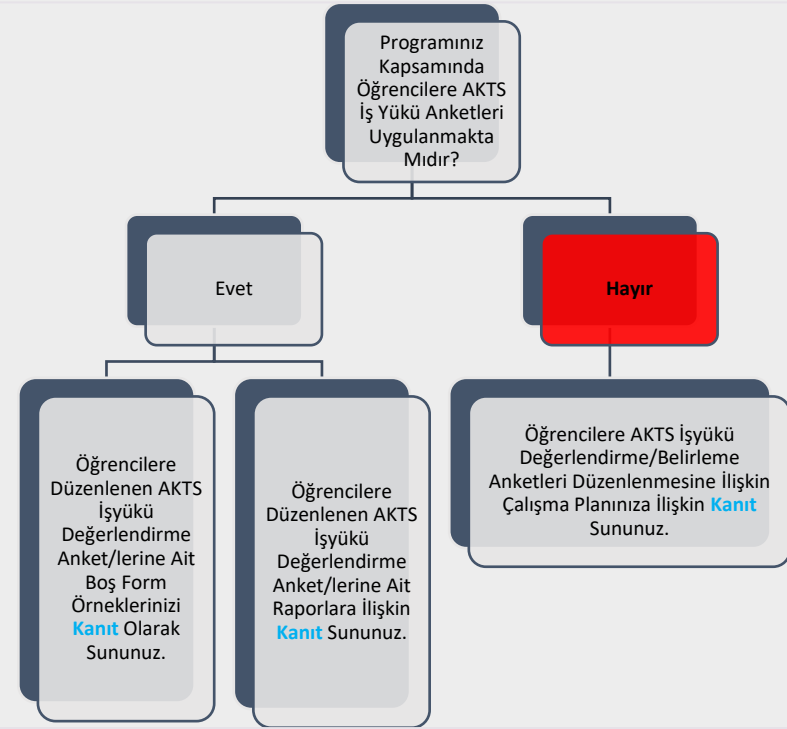 Programınız
Kapsamında
Öğrencilere AKTS
İş Yükü Anketleri
Uygulanmakta
Mıdır?
Evet
Hayır
Öğrencilere
Düzenlenen AKTS
İşyükü
Değerlendirme
Anket/lerine Ait
Boş Form
Örneklerinizi
Kanıt Olarak
Sununuz.
Öğrencilere
Düzenlenen AKTS
İşyükü
Değerlendirme
Anket/lerine Ait
Raporlara İlişkin
Kanıt Sununuz.
Öğrencilere AKTS İşyükü
Değerlendirme/Belirleme
Anketleri Düzenlenmesine İlişkin
Çalışma Planınıza İlişkin Kanıt
Sununuz.